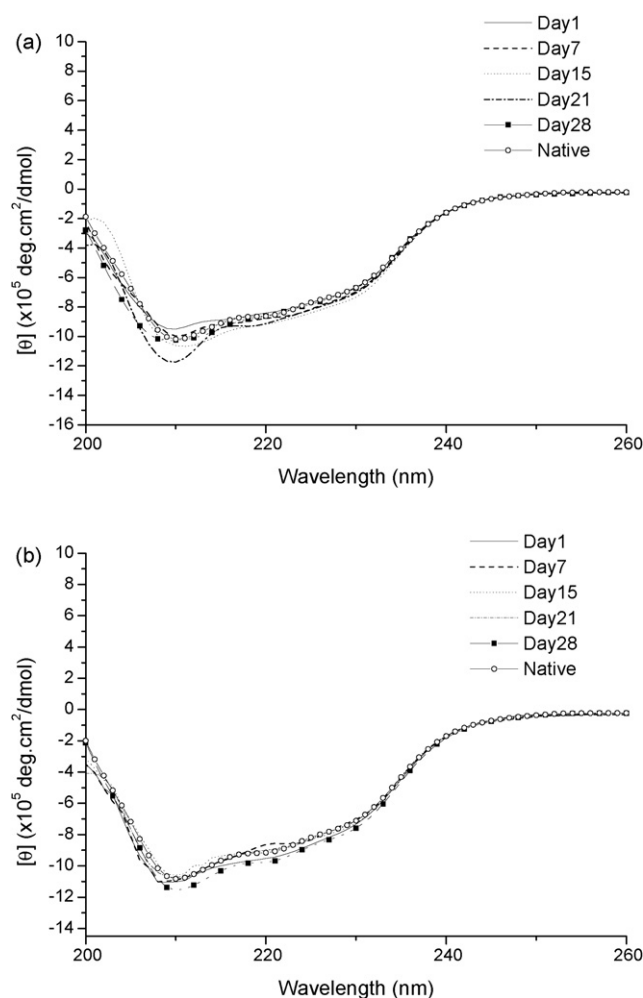 (a)
Day1
Day7
Day15
Day21
Day28
Native
10
8
6
4
2
0
-2
-4
-6
-8
-10
-12
-14
-16
[θ] (x10⁵ deg.cm²/dmol)
200
220
240
260
Wavelength (nm)
(b)
Day1
Day7
Day15
Day21
Day28
Native
10
8
6
4
2
0
-2
-4
-6
-8
-10
-12
-14
[θ] (x10⁵ deg.cm²/dmol)
200
220
240
260
Wavelength (nm)